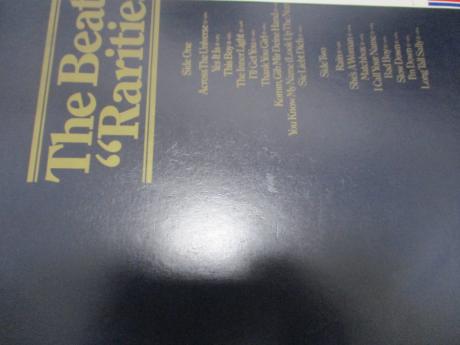 The Beat
"Raritie
Side One
Across The Universe
Yes It Is
This Boy
The Inner Light
I'll Get You
Thank You Girl
Komm Gib Mir Deine Hand
You Know My Name (Look Up The
Sie Liebt Dich
Side Two
Rain
She's A Woman
Matchbox
I Call Your Name
Bad Boy
Slow Down
I'm Down
Long Tall Sally